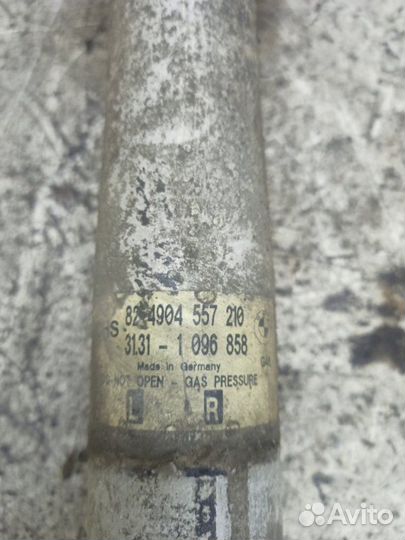 82-4904 557 210
31.31 - 1 096 858
Made in Germany
NOT OPEN - GAS PRESSURE
L R
Avito